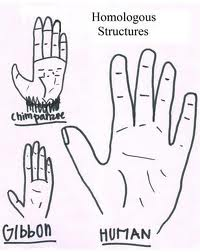 Homologous
Structures
Chimpanzee
GIBBON
HUMAN